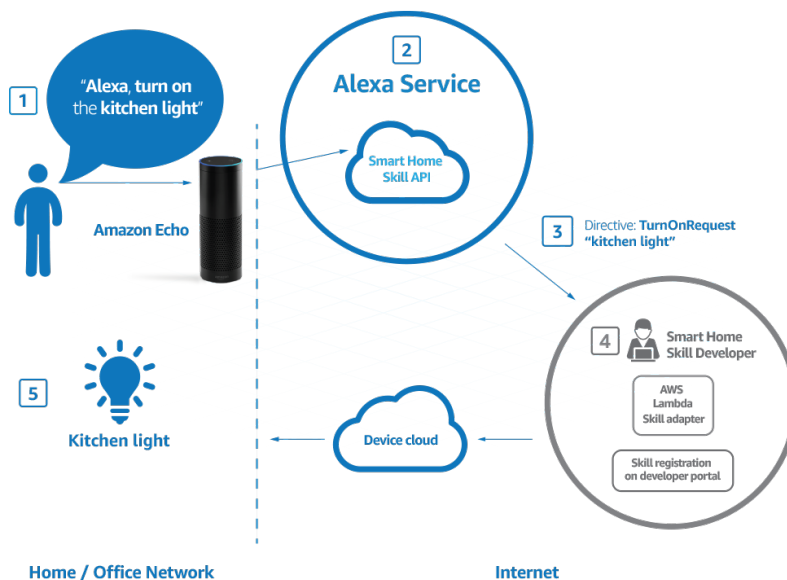 1
“Alexa, turn on
the kitchen light”
Amazon Echo
2
Alexa Service
Smart Home
Skill API
3
Directive: TurnOnRequest
“kitchen light”
4
Smart Home
Skill Developer
AWS
Lambda
Skill adapter
Skill registration
on developer portal
Device cloud
5
Kitchen light
Home / Office Network
Internet